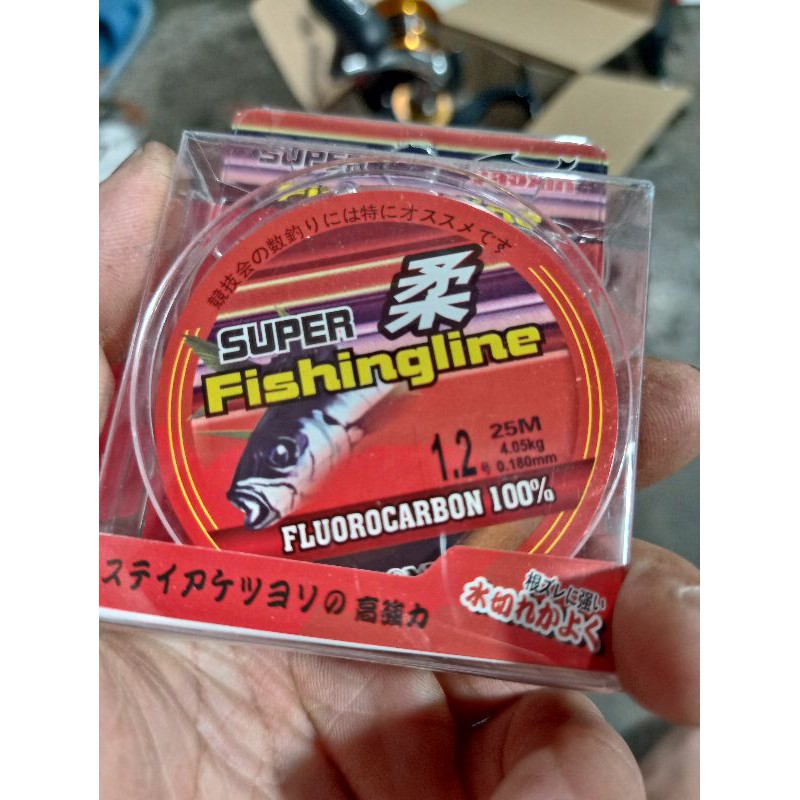 SUPER
競技会の数釣りには特にオススメです
柔
SUPER
Fishingline
25M
4.05kg
1.2号 0.180mm
FLUOROCARBON 100%
ステイアケツヨリの 高強力
根ズレに強い
水切れがよく